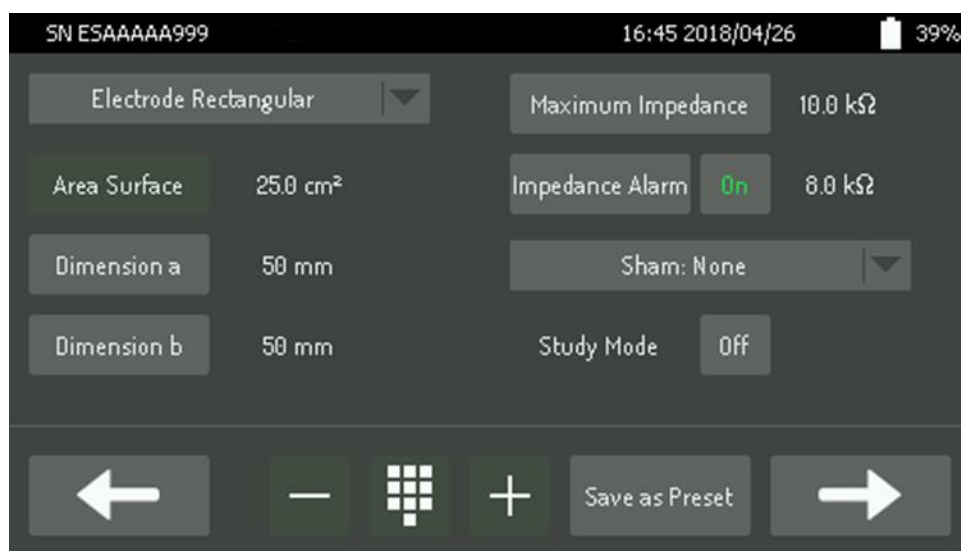 SN ESAAAAA999 16:45 2018/04/26 39%
Electrode Rectangular
Maximum Impedance 10.0 kΩ
Area Surface 25.0 cm²
Impedance Alarm On 8.0 kΩ
Dimension a 50 mm
Sham: None
Dimension b 50 mm
Study Mode Off
Save as Preset